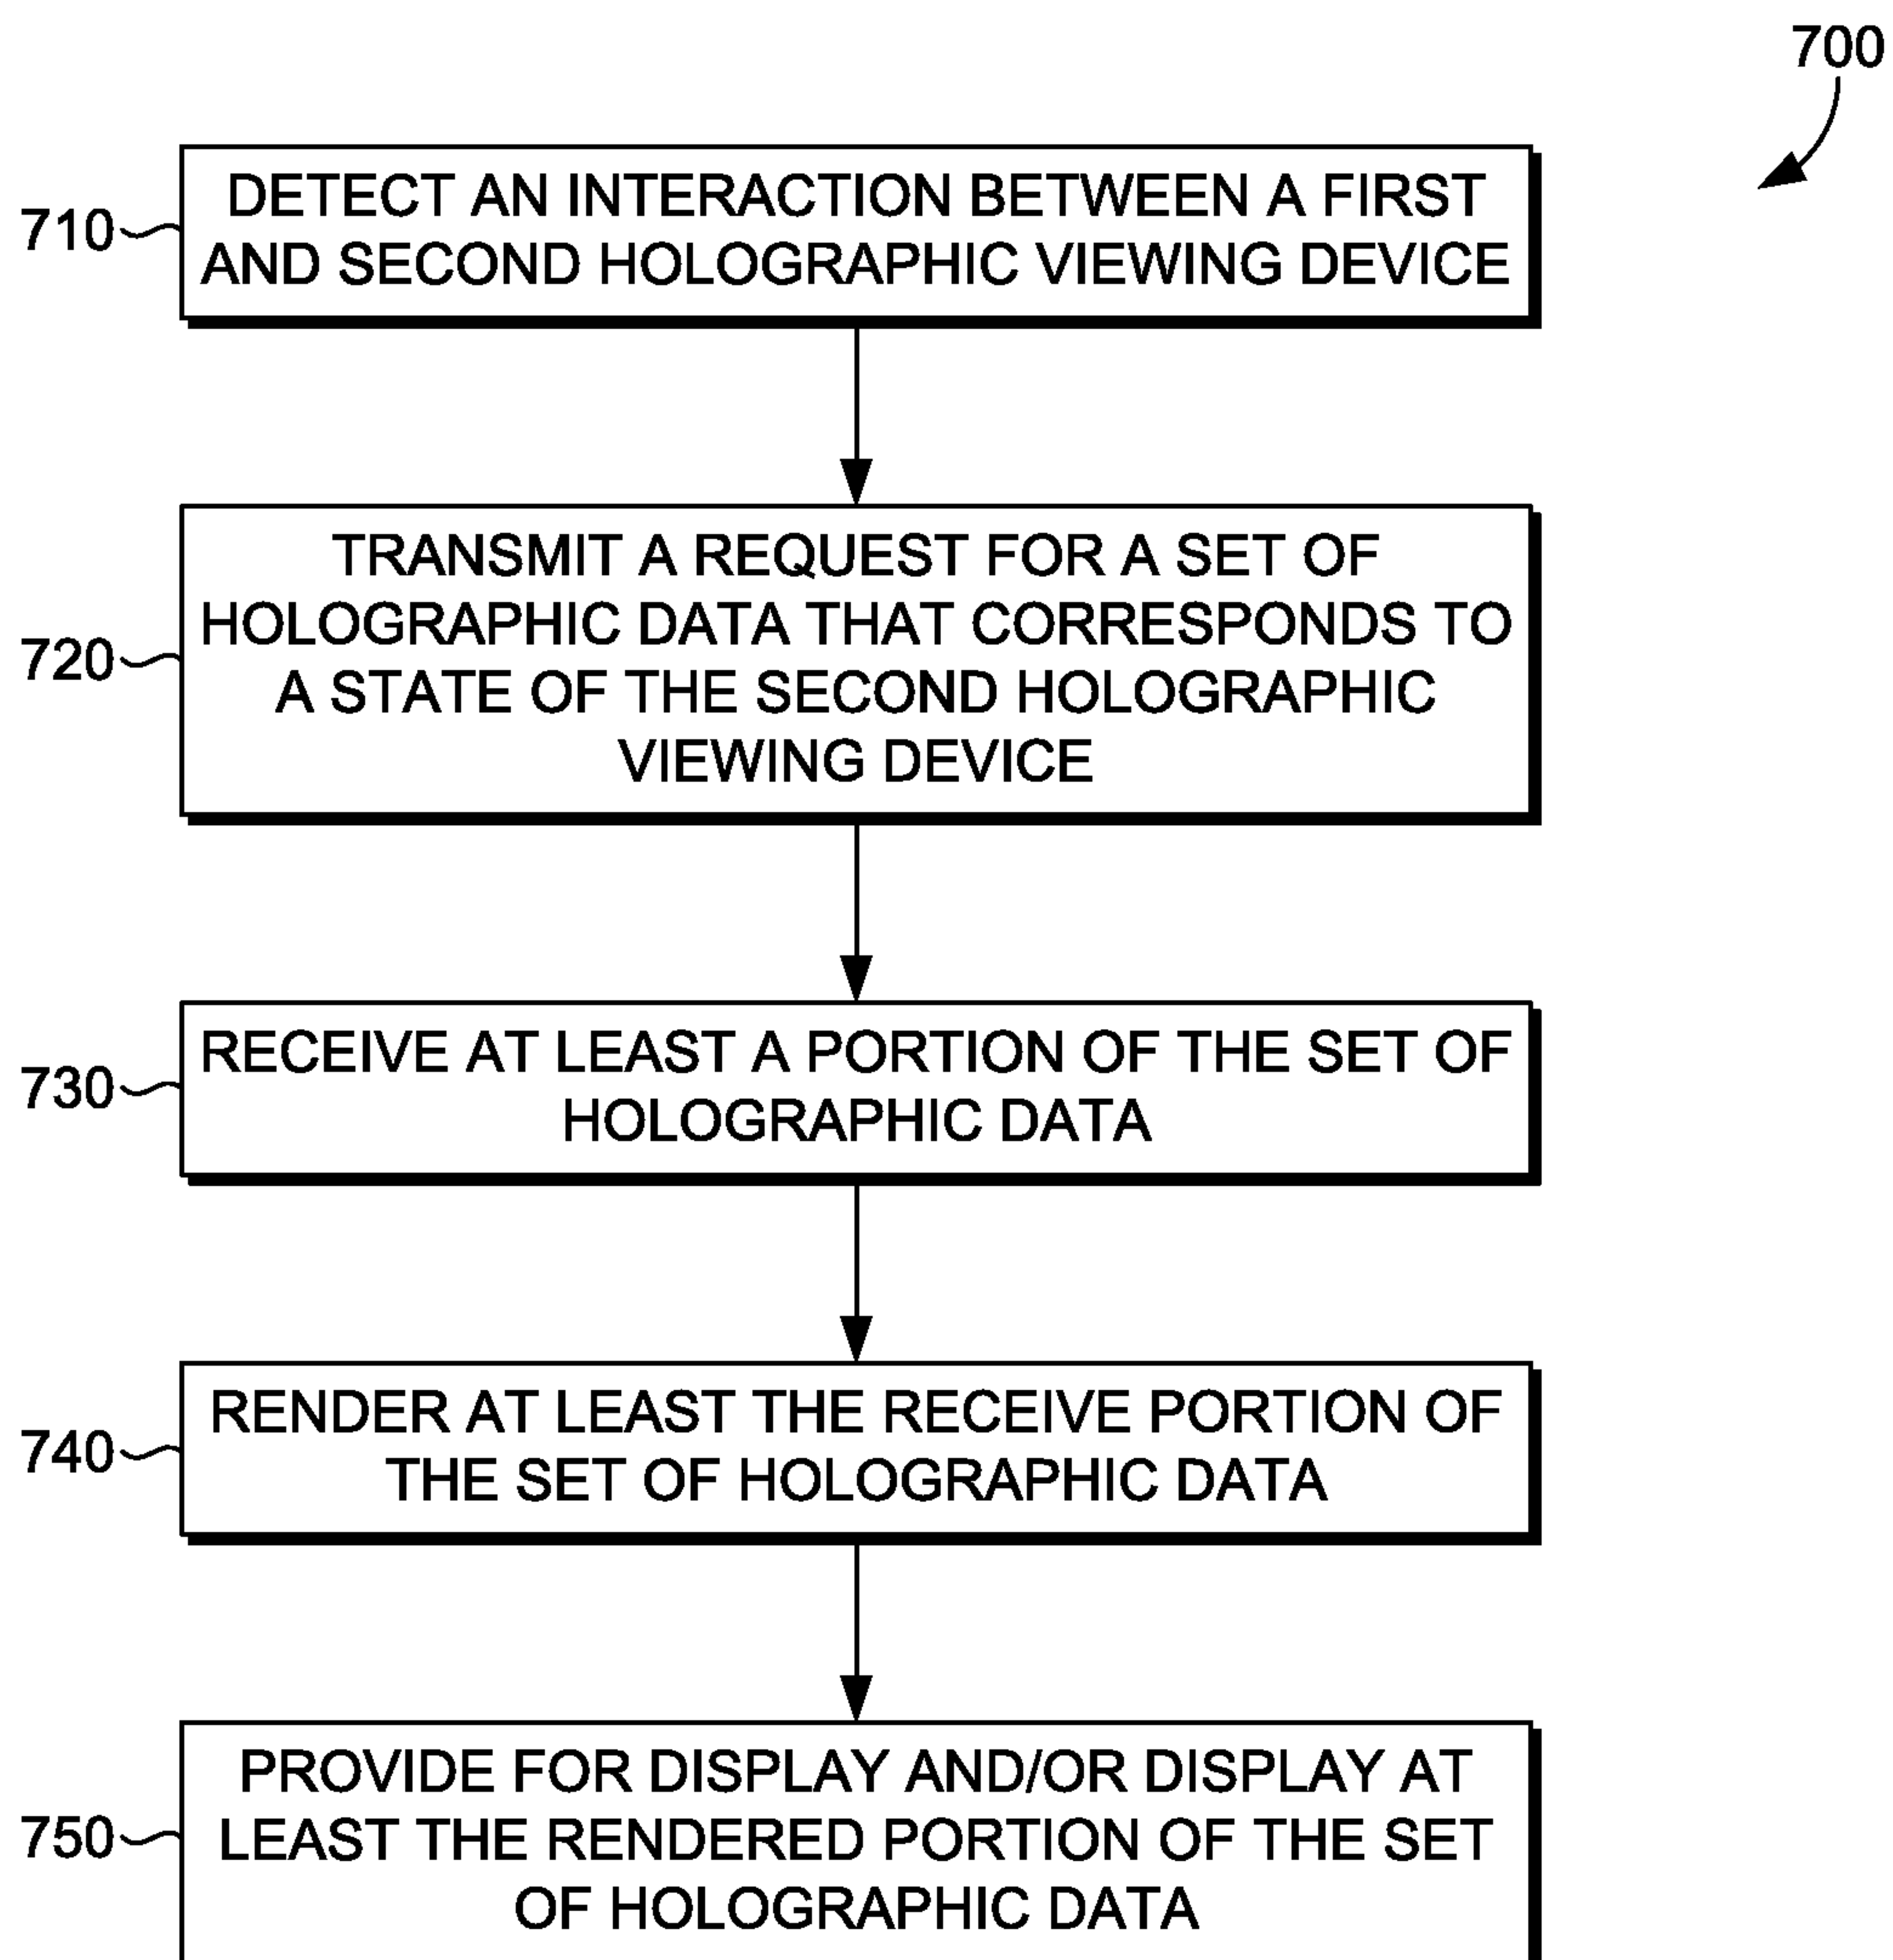 700
710
DETECT AN INTERACTION BETWEEN A FIRST
AND SECOND HOLOGRAPHIC VIEWING DEVICE
720
TRANSMIT A REQUEST FOR A SET OF
HOLOGRAPHIC DATA THAT CORRESPONDS TO
A STATE OF THE SECOND HOLOGRAPHIC
VIEWING DEVICE
730
RECEIVE AT LEAST A PORTION OF THE SET OF
HOLOGRAPHIC DATA
740
RENDER AT LEAST THE RECEIVE PORTION OF
THE SET OF HOLOGRAPHIC DATA
750
PROVIDE FOR DISPLAY AND/OR DISPLAY AT
LEAST THE RENDERED PORTION OF THE SET
OF HOLOGRAPHIC DATA